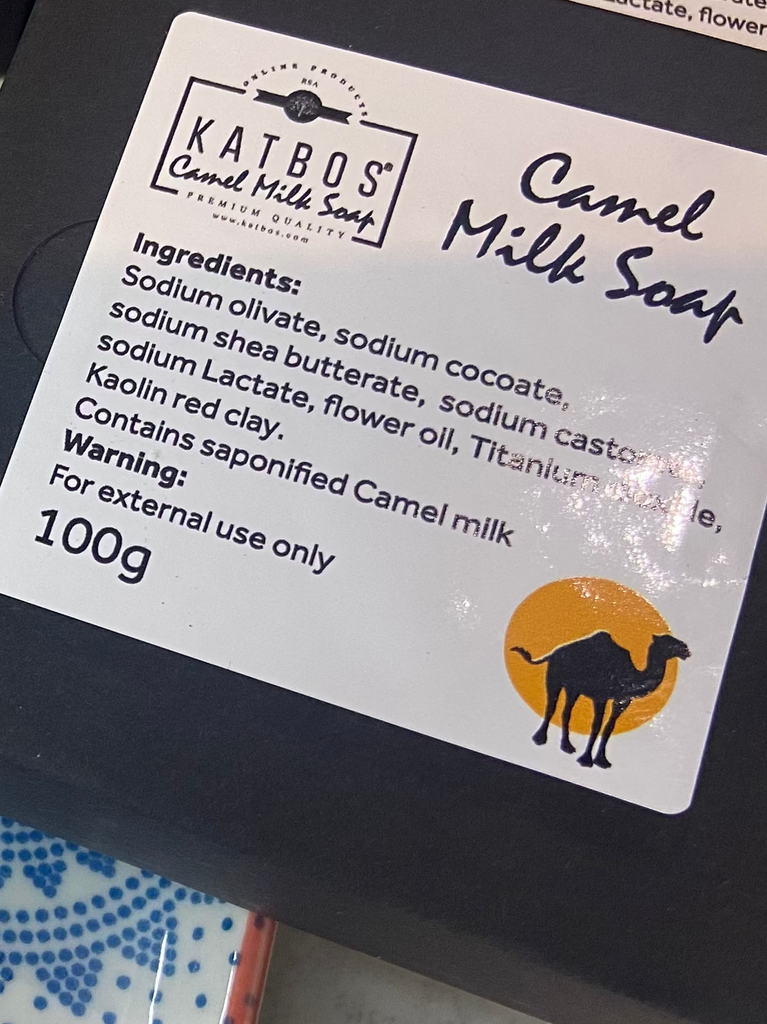 Lactate, flower
ONLINE PRODUCTS
RSA
KATBOS®
Camel Milk Soap
PREMIUM QUALITY
www.katbos.com
Camel
Milk Soap
Ingredients:
Sodium olivate, sodium cocoate,
sodium shea butterate, sodium
sodium Lactate, flower oil, Titanium
Kaolin red clay.
Contains saponified Camel milk
Warning:
For external use only
100g